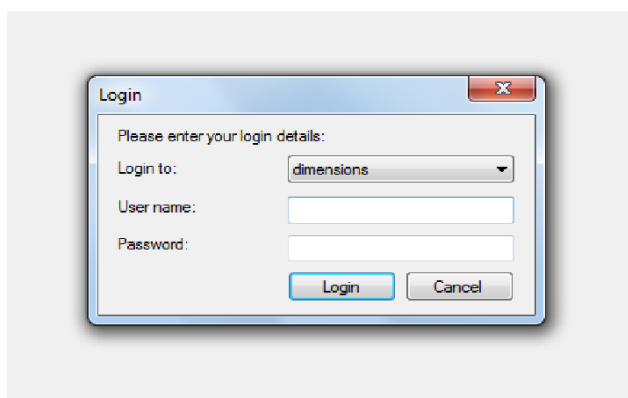 Login
Please enter your login details:
Login to: dimensions
User name:
Password:
Login Cancel